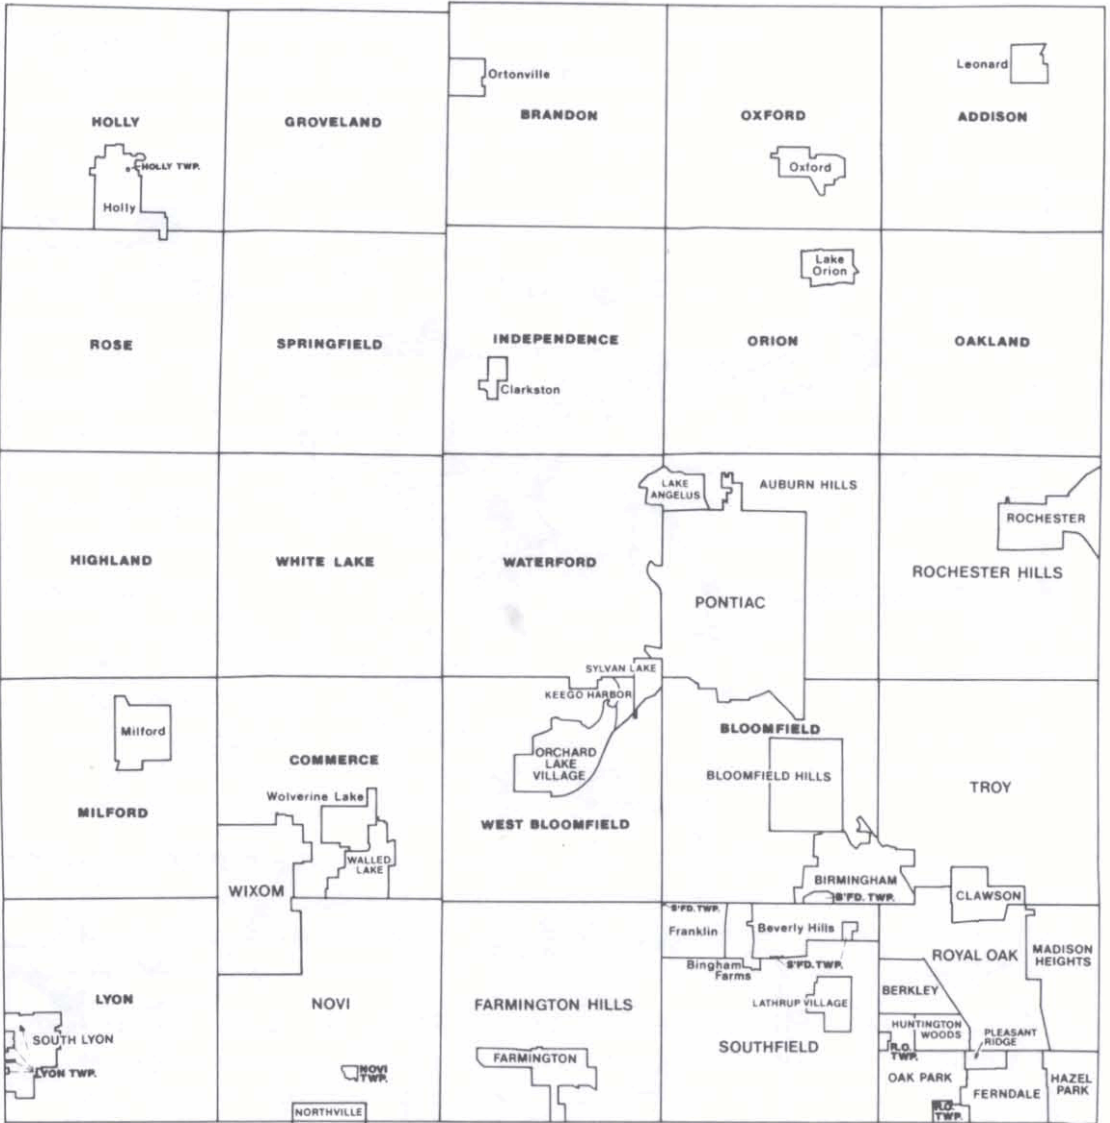 Ortonville
Leonard
HOLLY
GROVELAND
BRANDON
OXFORD
ADDISON
HOLLY TWP.
Oxford
Holly
Lake
Orion
ROSE
SPRINGFIELD
INDEPENDENCE
ORION
OAKLAND
Clarkston
LAKE
ANGELUS
AUBURN HILLS
ROCHESTER
HIGHLAND
WHITE LAKE
WATERFORD
ROCHESTER HILLS
PONTIAC
SYLVAN LAKE
KEEGO HARBOR
Milford
BLOOMFIELD
ORCHARD
LAKE
VILLAGE
COMMERCE
BLOOMFIELD HILLS
TROY
Wolverine Lake
MILFORD
WEST BLOOMFIELD
WALLED
LAKE
WIXOM
BIRMINGHAM
S'FD. TWP.
CLAWSON
S'FD. TWP.
Franklin
Beverly Hills
ROYAL OAK
MADISON
HEIGHTS
Bingham
Farms
S'FD. TWP.
BERKLEY
LYON
NOVI
FARMINGTON HILLS
LATHRUP VILLAGE
HUNTINGTON
WOODS
PLEASANT
RIDGE
SOUTH LYON
SOUTHFIELD
R.O.
TWP.
FARMINGTON
LYON TWP.
NOVI
TWP.
OAK PARK
FERNDALE
HAZEL
PARK
NORTHVILLE
R.O.
TWP.